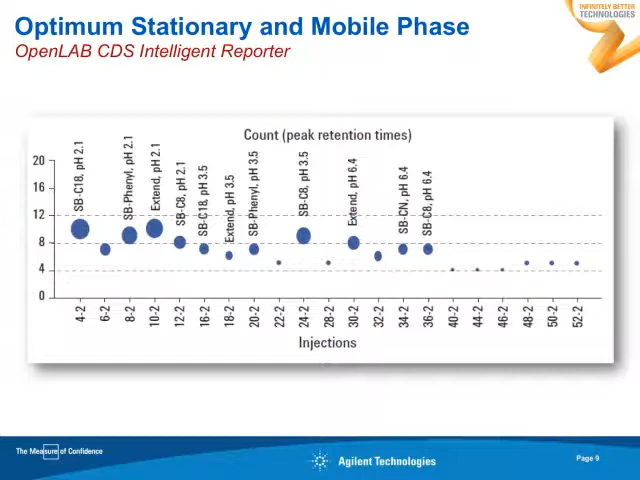 INFINITELY BETTER
TECHNOLOGIES
Optimum Stationary and Mobile Phase
OpenLAB CDS Intelligent Reporter
Count (peak retention times)
SB-C18, pH 2.1
SB-Phenyl, pH 2.1
Extend, pH 2.1
SB-C8, pH 2.1
SB-C18, pH 3.5
Extend, pH 3.5
SB-Phenyl, pH 3.5
SB-C8, pH 3.5
Extend, pH 6.4
SB-CN, pH 6.4
SB-C8, pH 6.4
20
16
12
8
4
0
4-2
6-2
8-2
10-2
12-2
16-2
18-2
20-2
22-2
24-2
28-2
30-2
32-2
34-2
36-2
40-2
44-2
46-2
48-2
50-2
52-2
Injections
The Measure of Confidence
Agilent Technologies
Page 9